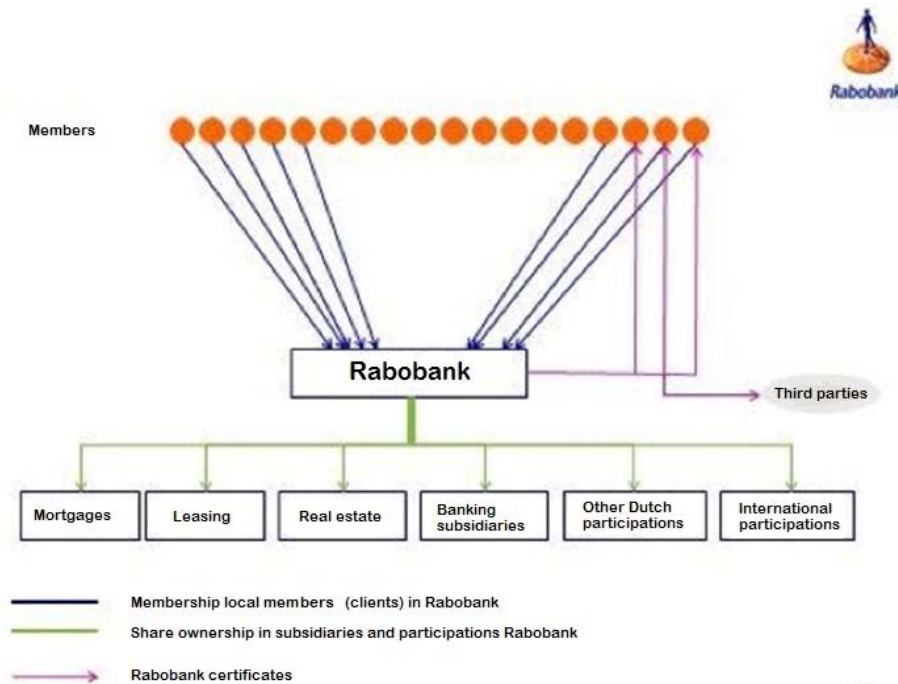 Rabobank
Members
Rabobank
Third parties
Mortgages
Leasing
Real estate
Banking
subsidiaries
Other Dutch
participations
International
participations
Membership local members (clients) in Rabobank
Share ownership in subsidiaries and participations Rabobank
Rabobank certificates